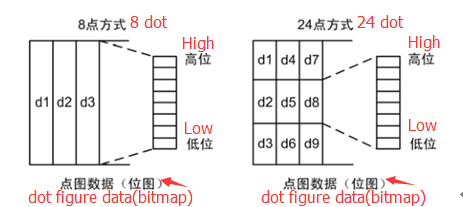 8点方式 8 dot
High
高位
d1 d2 d3
Low
低位
点图数据（位图）
dot figure data(bitmap)
24点方式 24 dot
High
高位
d1 d4 d7
d2 d5 d8
d3 d6 d9
Low
低位
点图数据（位图）
dot figure data(bitmap)